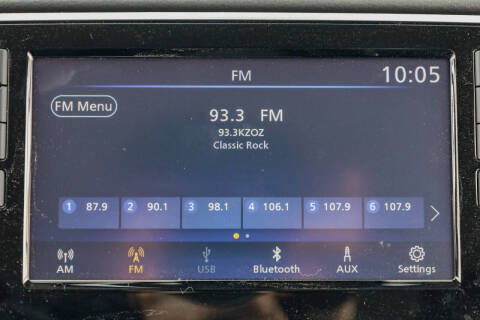 FM 10:05
FM Menu
93.3 FM
93.3KZOZ
Classic Rock
1 87.9 2 90.1 3 98.1 4 106.1 5 107.9 6 107.9
AM FM USB Bluetooth AUX Settings